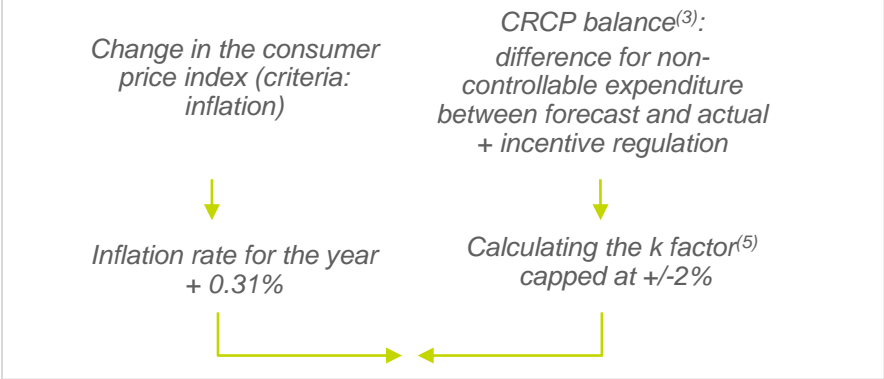 Change in the consumer
price index (criteria:
inflation)
CRCP balance(3):
difference for non-
controllable expenditure
between forecast and actual
+ incentive regulation
Inflation rate for the year
+ 0.31%
Calculating the k factor(5)
capped at +/-2%